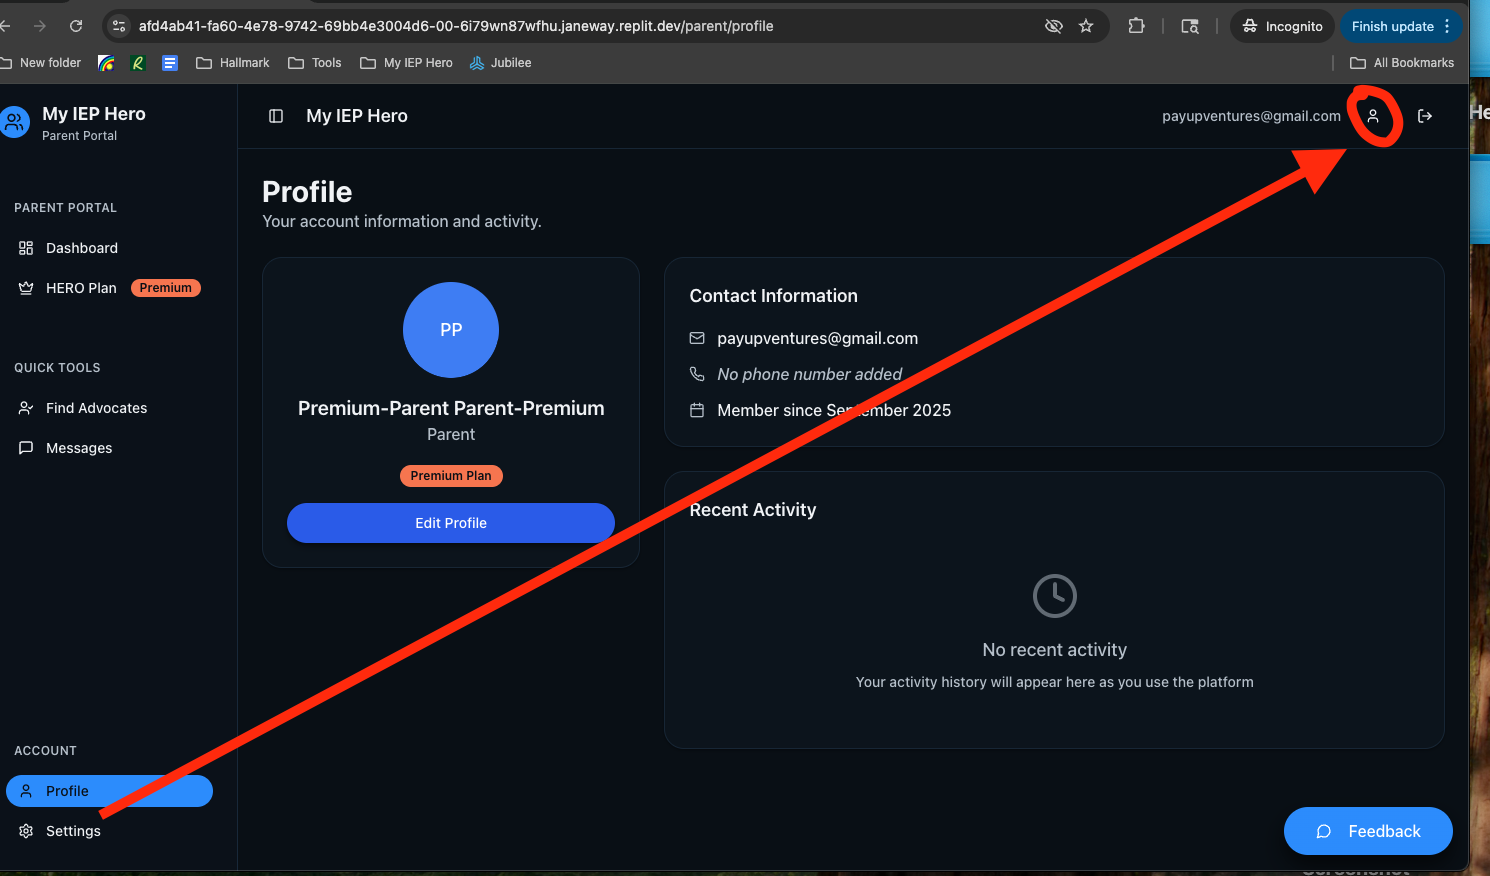 afd4ab41-fa60-4e78-9742-69bb4e3004d6-00-6i79wn87wfhu.janeway.replit.dev/parent/profile
Incognito
Finish update
New folder
Hallmark
Tools
My IEP Hero
Jubilee
All Bookmarks
My IEP Hero
Parent Portal
My IEP Hero
payupventures@gmail.com
He
PARENT PORTAL
Dashboard
HERO Plan
Premium
QUICK TOOLS
Find Advocates
Messages
ACCOUNT
Profile
Settings
Profile
Your account information and activity.
PP
Premium-Parent Parent-Premium
Parent
Premium Plan
Edit Profile
Contact Information
payupventures@gmail.com
No phone number added
Member since September 2025
Recent Activity
No recent activity
Your activity history will appear here as you use the platform
Feedback